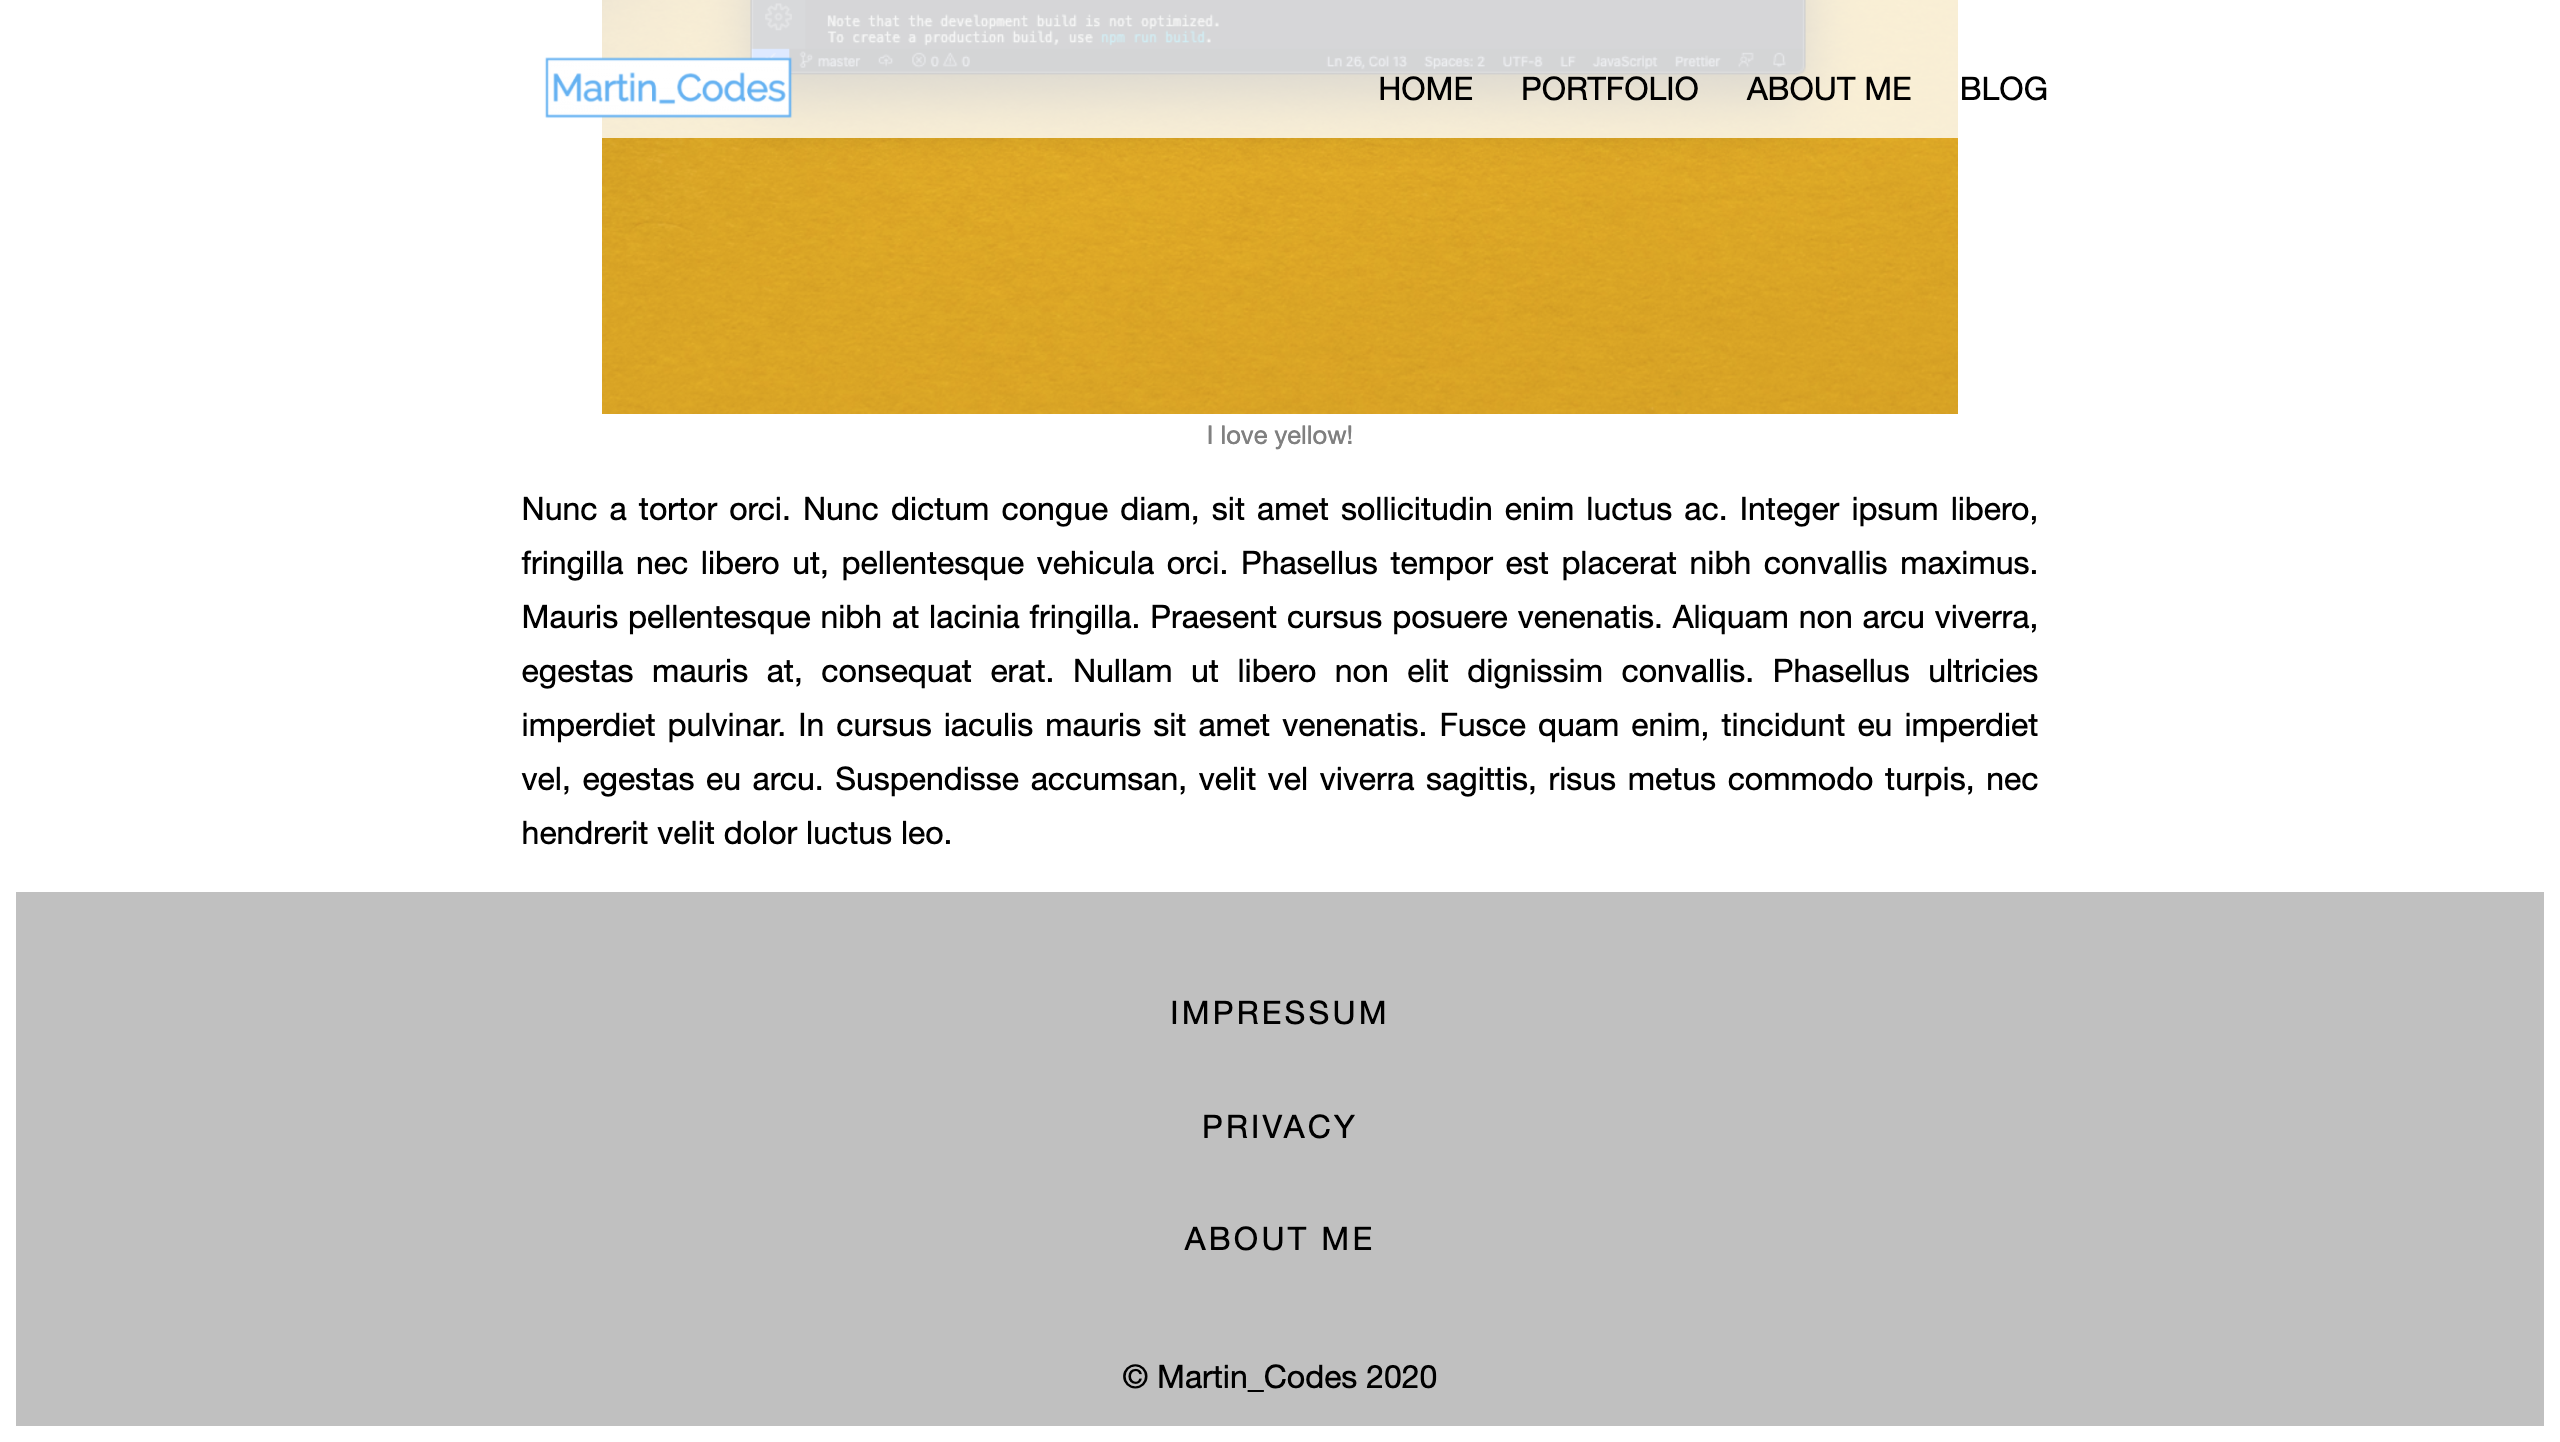 Note that the development build is not optimized.
To create a production build, use npm run build.
master 0 0 Ln 26, Col 13 Spaces: 2 UTF-8 LF JavaScript Prettier
Martin_Codes HOME PORTFOLIO ABOUT ME BLOG
I love yellow!
Nunc a tortor orci. Nunc dictum congue diam, sit amet sollicitudin enim luctus ac. Integer ipsum libero,
fringilla nec libero ut, pellentesque vehicula orci. Phasellus tempor est placerat nibh convallis maximus.
Mauris pellentesque nibh at lacinia fringilla. Praesent cursus posuere venenatis. Aliquam non arcu viverra,
egestas mauris at, consequat erat. Nullam ut libero non elit dignissim convallis. Phasellus ultricies
imperdiet pulvinar. In cursus iaculis mauris sit amet venenatis. Fusce quam enim, tincidunt eu imperdiet
vel, egestas eu arcu. Suspendisse accumsan, velit vel viverra sagittis, risus metus commodo turpis, nec
hendrerit velit dolor luctus leo.
IMPRESSUM
PRIVACY
ABOUT ME
© Martin_Codes 2020